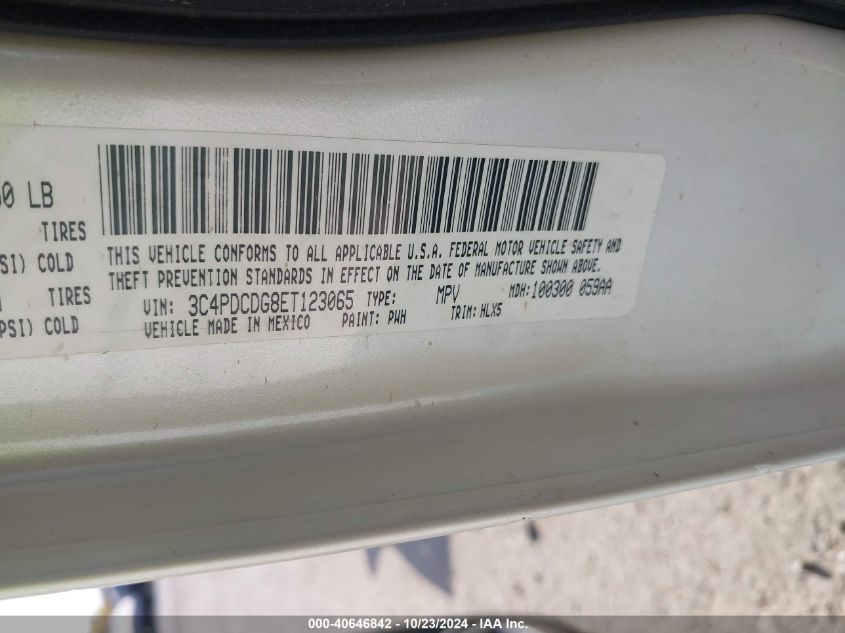 60 LB
TIRES
SI) COLD
TIRES
PSI) COLD
THIS VEHICLE CONFORMS TO ALL APPLICABLE U.S.A. FEDERAL MOTOR VEHICLE SAFETY AND
THEFT PREVENTION STANDARDS IN EFFECT ON THE DATE OF MANUFACTURE SHOWN ABOVE.
VIN: 3C4PDCDG8ET123065 TYPE: MPV MDH:100300 059AA
VEHICLE MADE IN MEXICO PAINT: PWH TRIM: HLX5
000-40646842 - 10/23/2024 - IAA Inc.